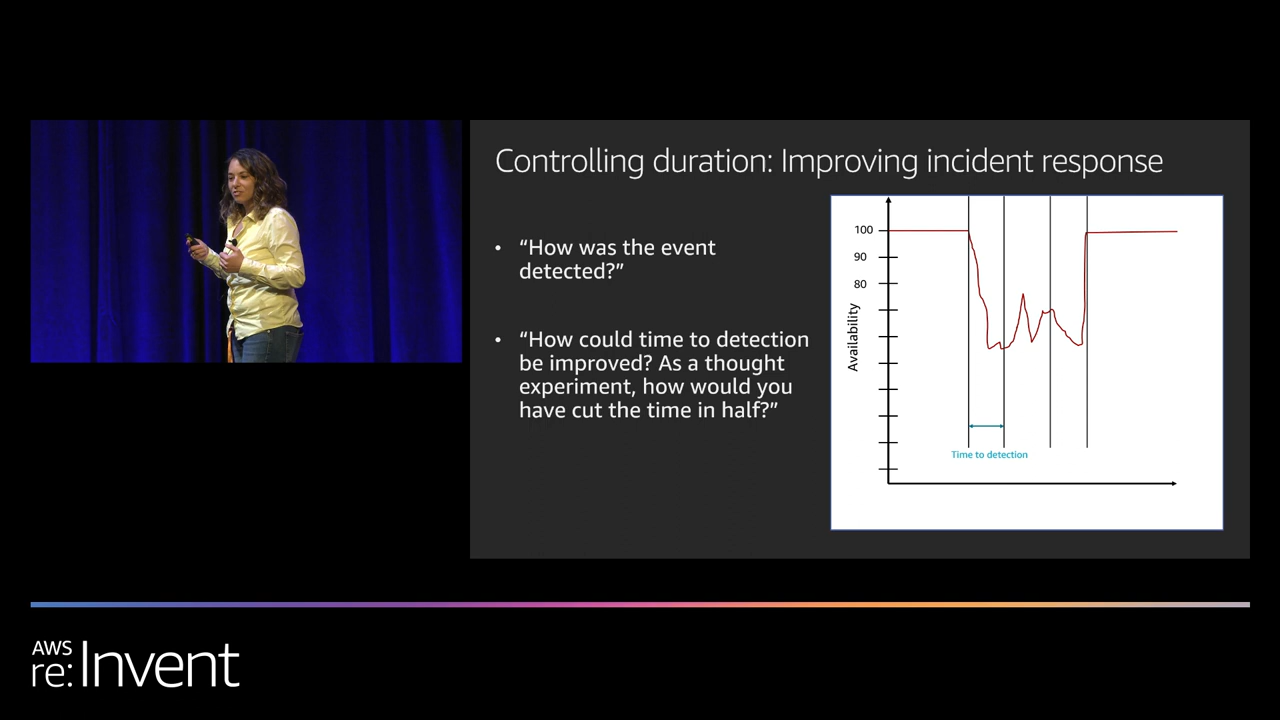 Controlling duration: Improving incident response
• “How was the event
detected?”
• “How could time to detection
be improved? As a thought
experiment, how would you
have cut the time in half?”
100
90
80
Availability
Time to detection
AWS
re:Invent